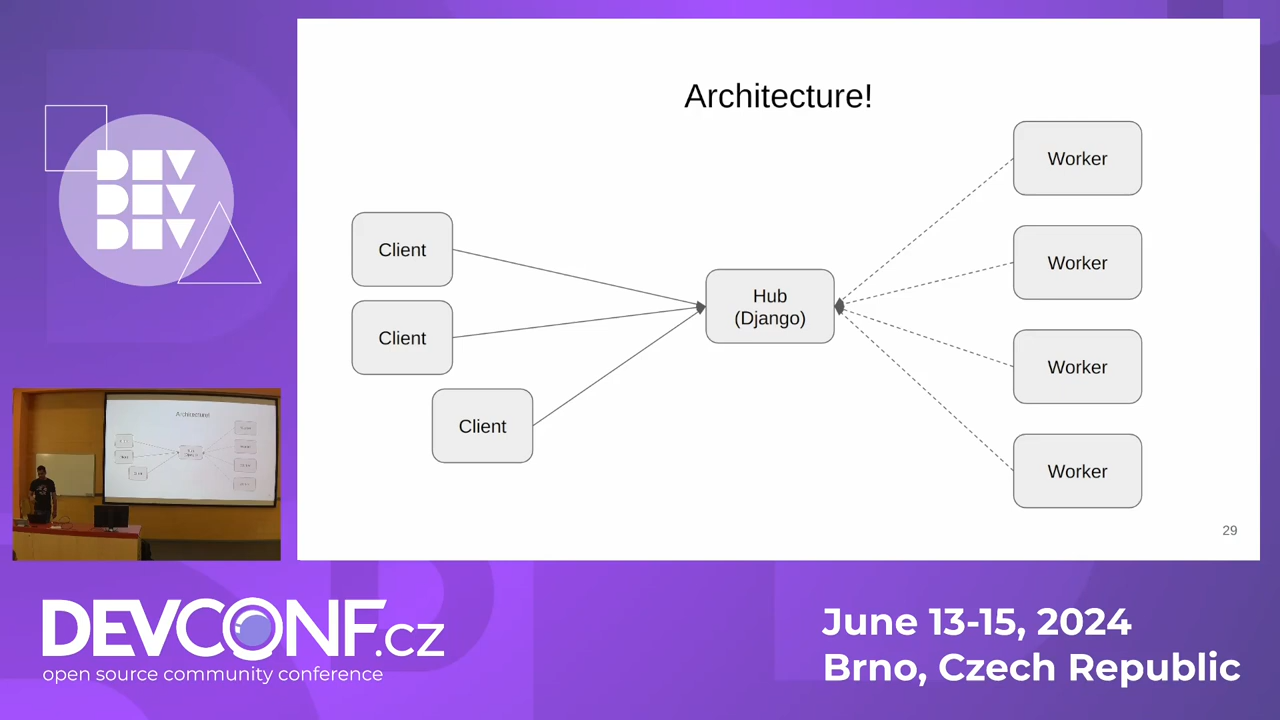 Architecture!
Worker
Client
Worker
Hub
(Django)
Client
Worker
Client
Worker
29
DEV
DEV
DEV
Architecture!
DEVCONF.cz
open source community conference
June 13-15, 2024
Brno, Czech Republic